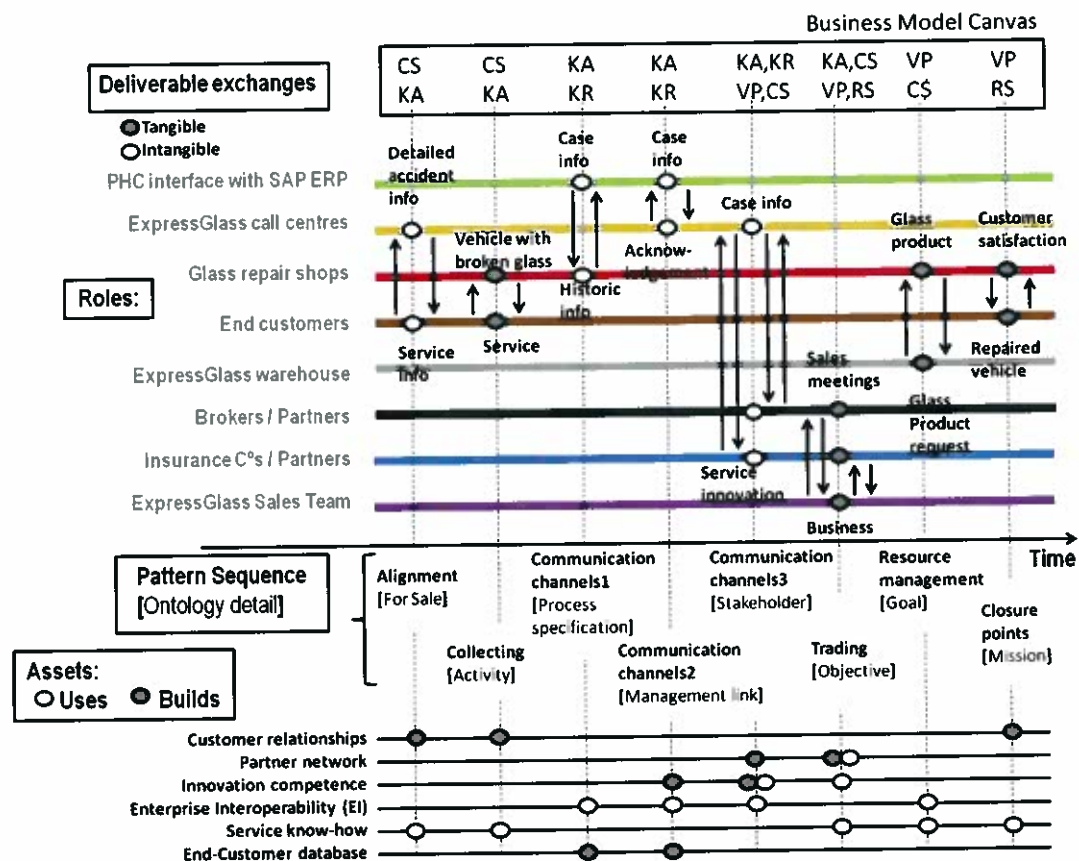 Business Model Canvas
CS CS KA KA KA,KR KA,CS VP VP
KA KA KR KR VP,CS VP,RS C$ R$
Deliverable exchanges
Tangible
Intangible
Detailed accident info
Case info
Case info
PHC interface with SAP ERP
Case info
ExpressGlass call centres
Vehicle with broken glass
Acknow-ledgement
Glass product
Customer satisfaction
Glass repair shops
Roles:
Historic info
End customers
Service info
Service
Sales meetings
Repaired vehicle
ExpressGlass warehouse
Brokers / Partners
Glass Product request
Insurance Cºs / Partners
Service innovation
ExpressGlass Sales Team
Business
Time
Pattern Sequence
[Ontology detail]
Alignment
[For Sale]
Communication
channels1
[Process
specification]
Communication
channels3
[Stakeholder]
Resource
management
[Goal]
Closure
points
[Mission]
Collecting
[Activity]
Communication
channels2
[Management link]
Trading
[Objective]
Assets:
Uses Builds
Customer relationships
Partner network
Innovation competence
Enterprise Interoperability (EI)
Service know-how
End-Customer database